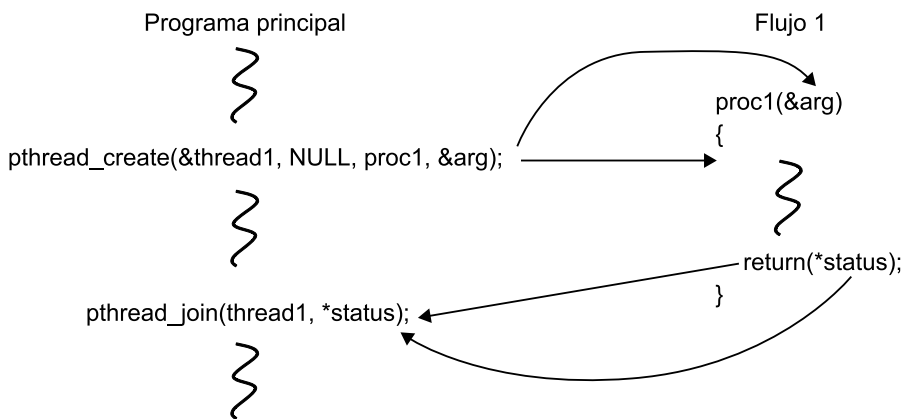 Programa principal
Flujo 1
proc1(&arg)
{
pthread_create(&thread1, NULL, proc1, &arg);
return(*status);
}
pthread_join(thread1, *status);